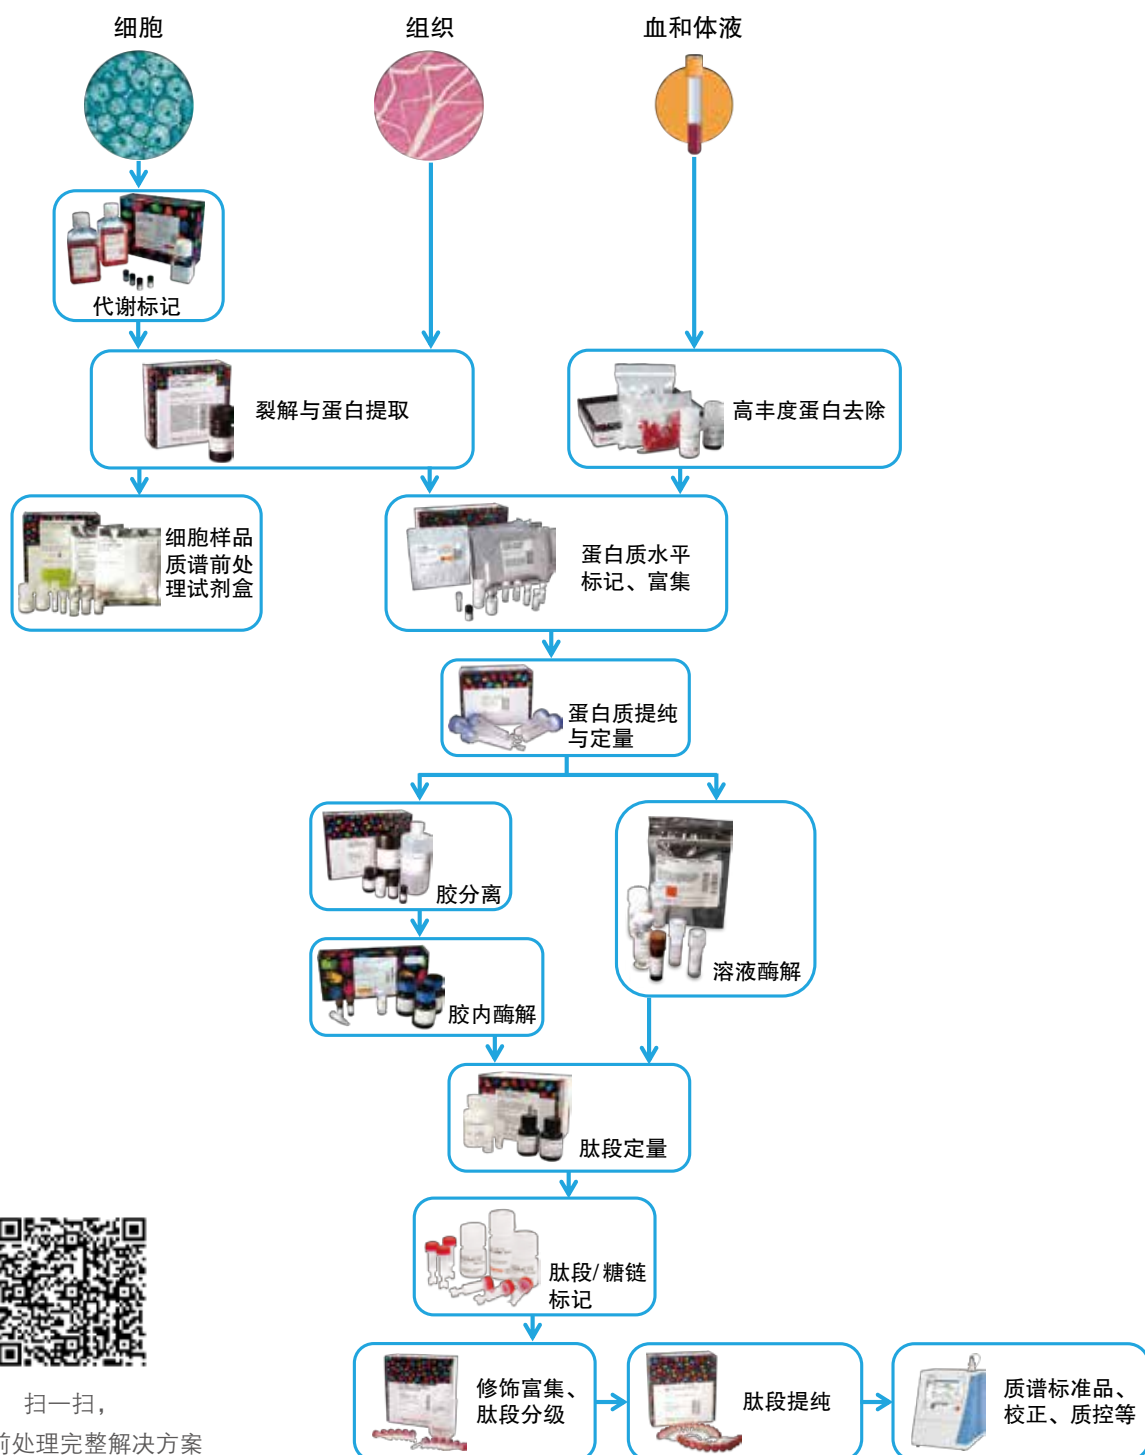 细胞
组织
血和体液
代谢标记
裂解与蛋白提取
高丰度蛋白去除
细胞样品
质谱前处
理试剂盒
蛋白质水平
标记、富集
蛋白质提纯
与定量
胶分离
溶液酶解
胶内酶解
肽段定量
肽段/糖链
标记
修饰富集、
肽段分级
肽段提纯
质谱标准品、
校正、质控等
扫一扫，
前处理完整解决方案